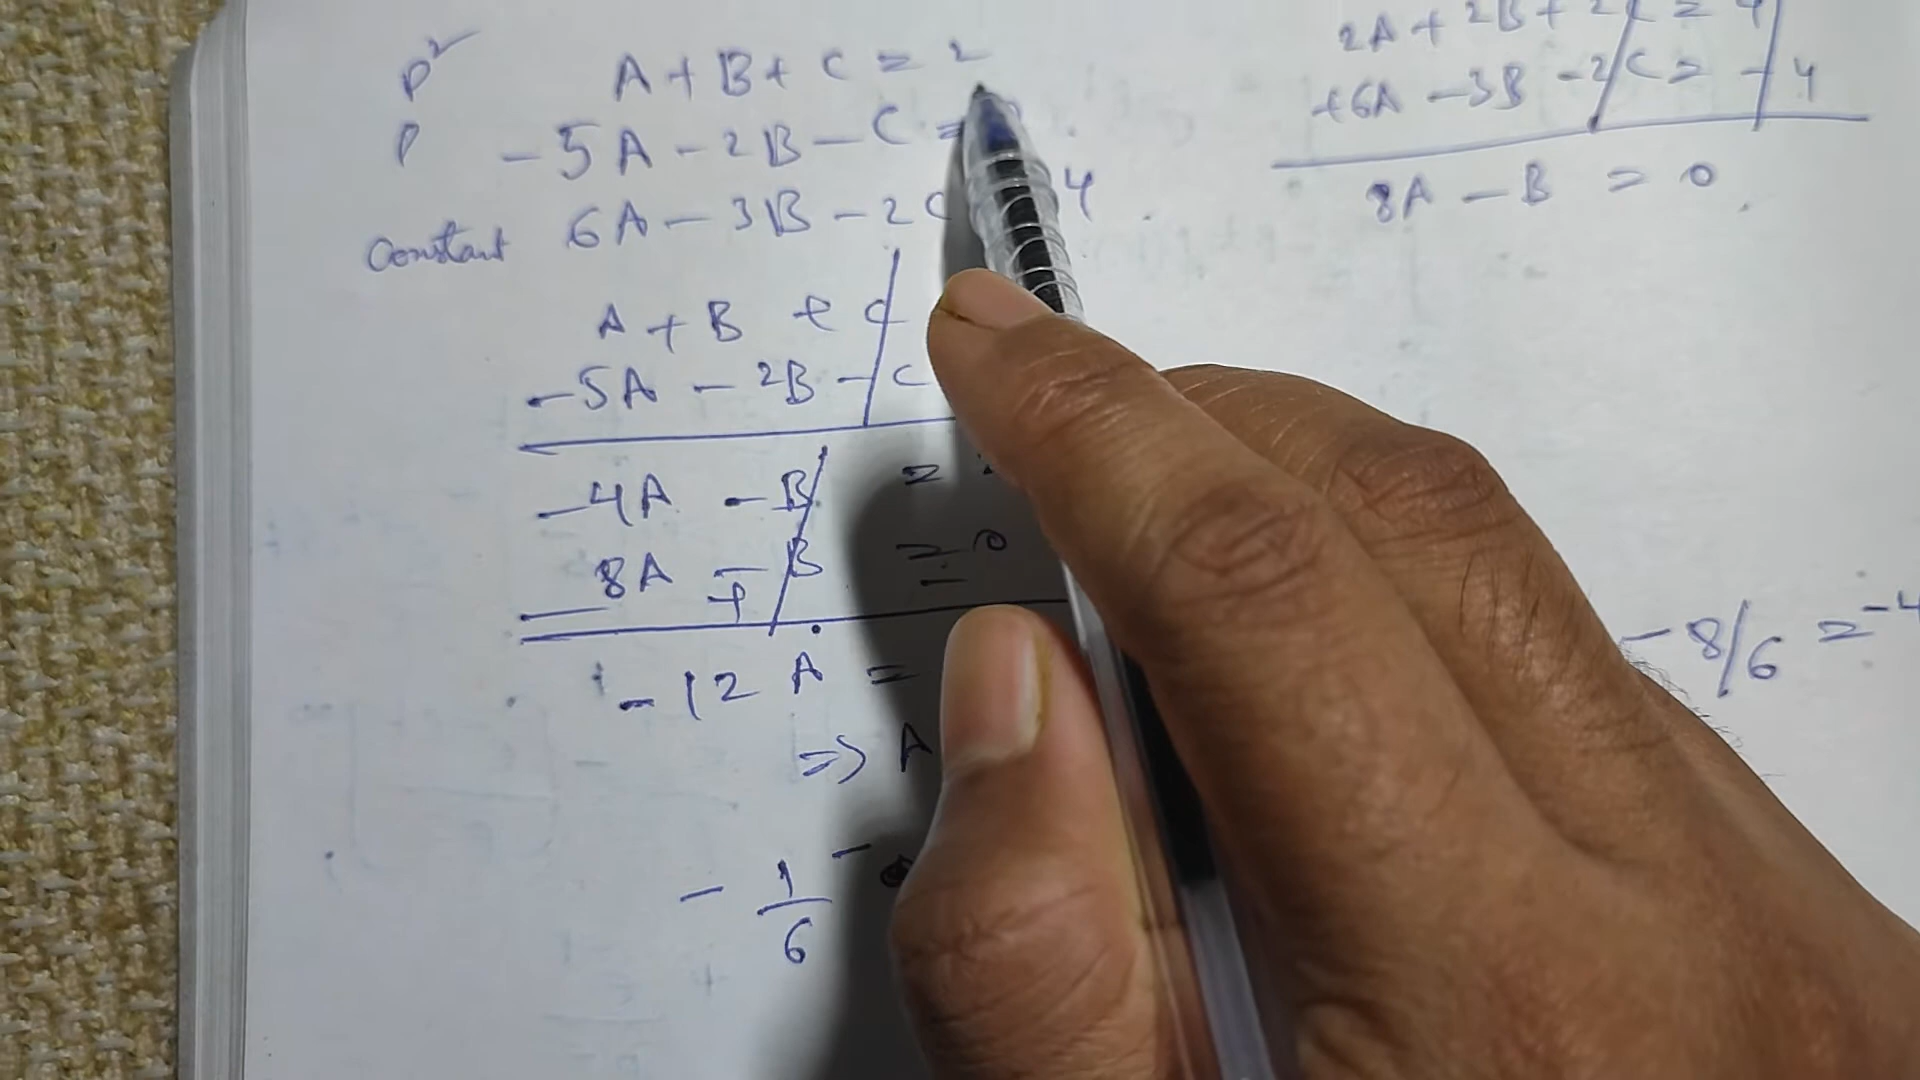 P² A + B + C = 2
P -5A - 2B - C =
Constant 6A - 3B - 2C 4
A + B + C
-5A - 2B - C
-4A - B =
8A - B = 0
+
-12 A =
=> A
- 1/6 -
2A + 2B + 2C = 4
+6A - 3B - 2C = -4
8A - B = 0
- 8/6 = -4